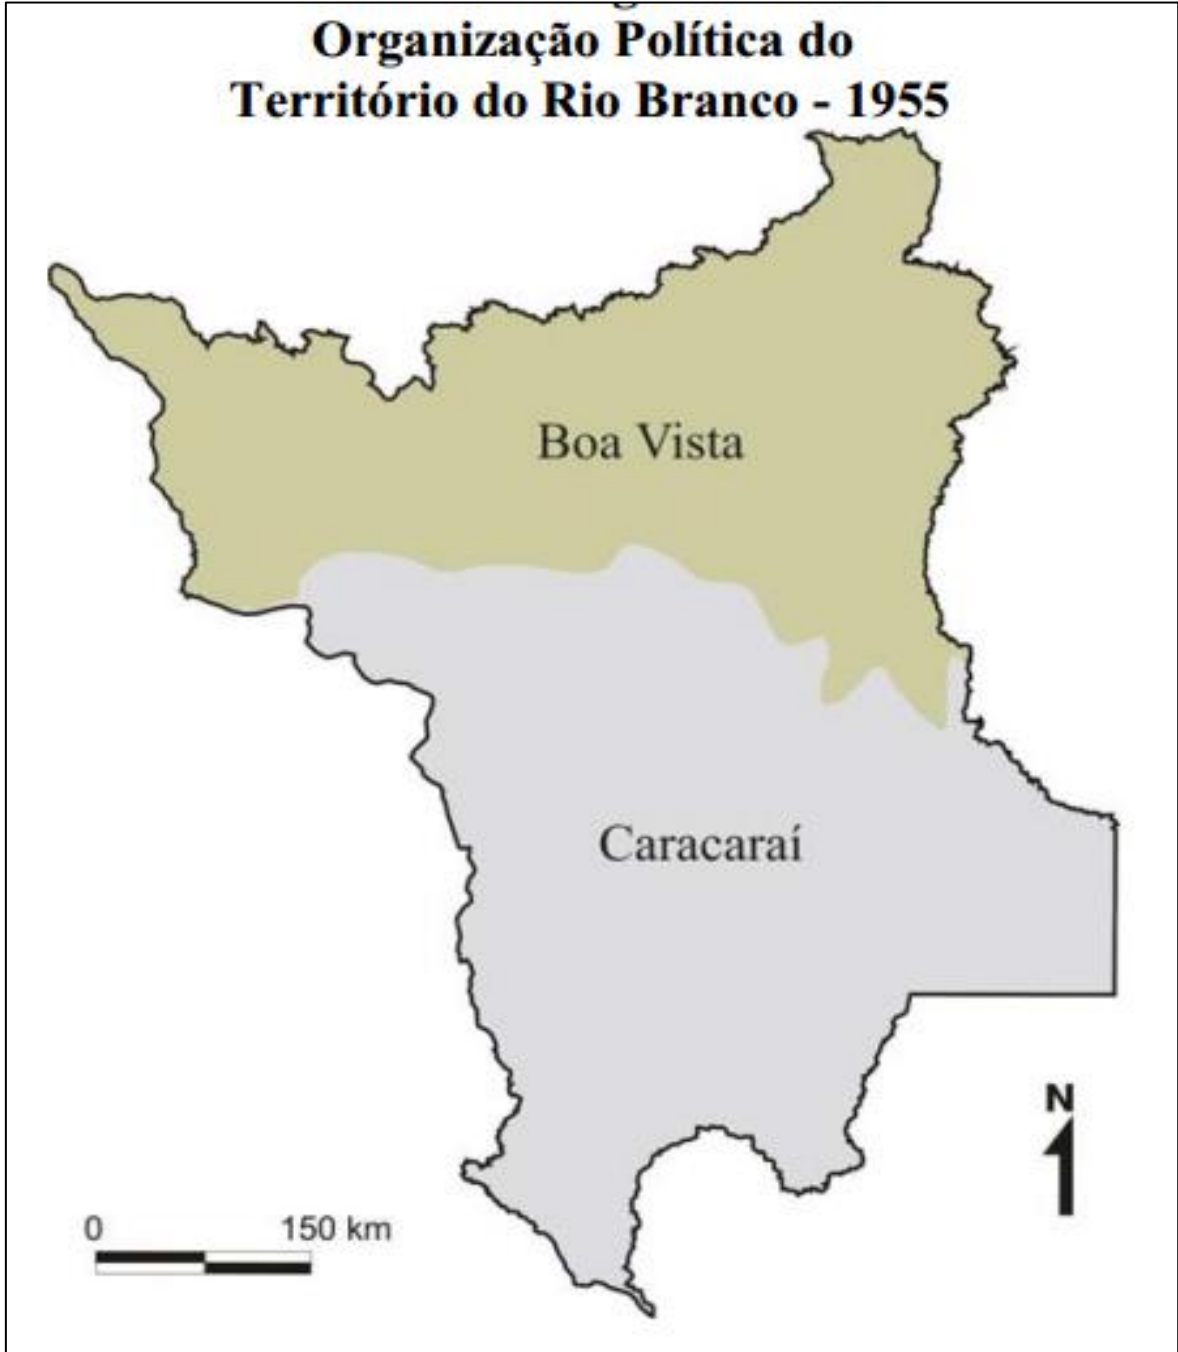 Organização Política do
Território do Rio Branco - 1955
Boa Vista
Caracaraí
N
0 150 km